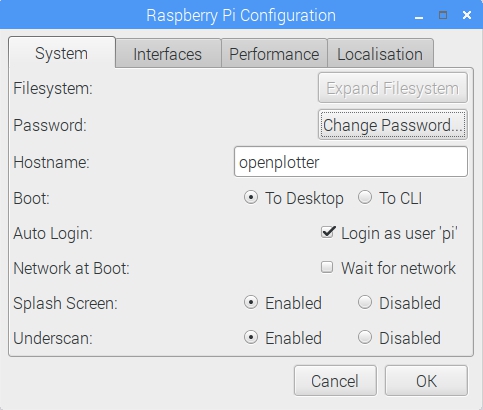 Raspberry Pi Configuration
System Interfaces Performance Localisation
Filesystem: Expand Filesystem
Password: Change Password...
Hostname: openplotter
Boot: To Desktop To CLI
Auto Login: Login as user 'pi'
Network at Boot: Wait for network
Splash Screen: Enabled Disabled
Underscan: Enabled Disabled
Cancel OK